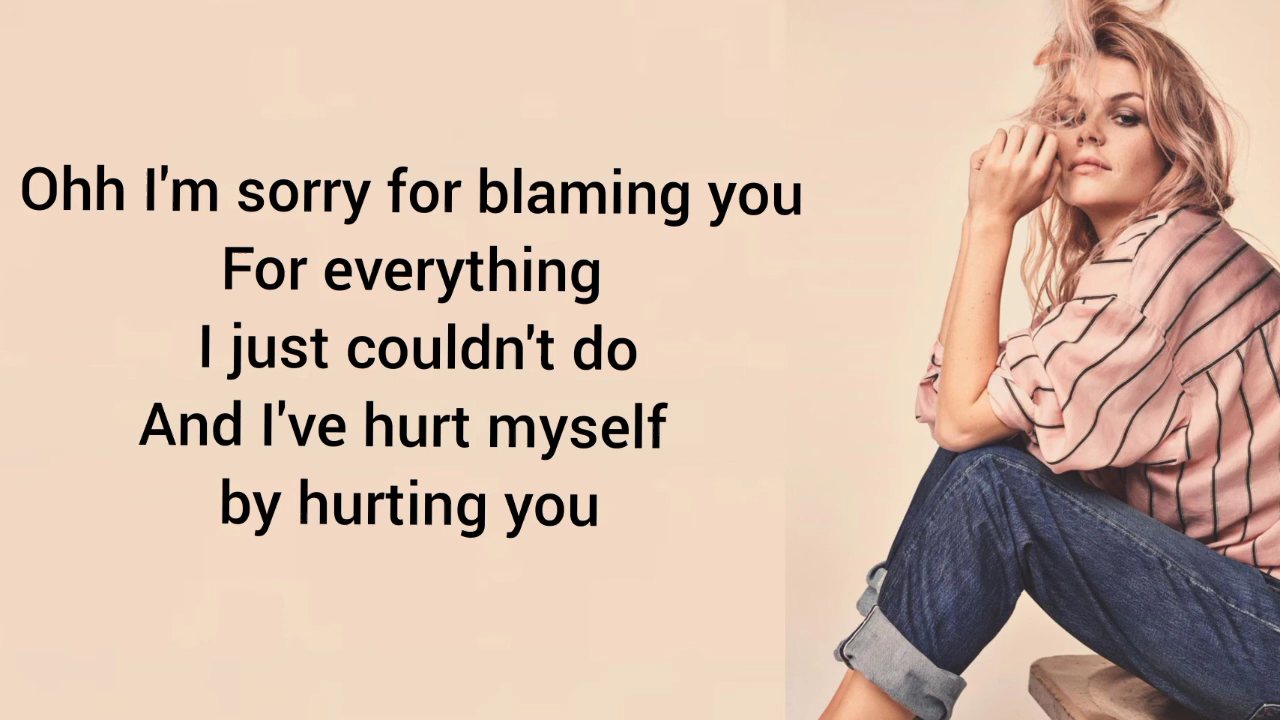 Ohh I'm sorry for blaming you
For everything
I just couldn't do
And I've hurt myself
by hurting you